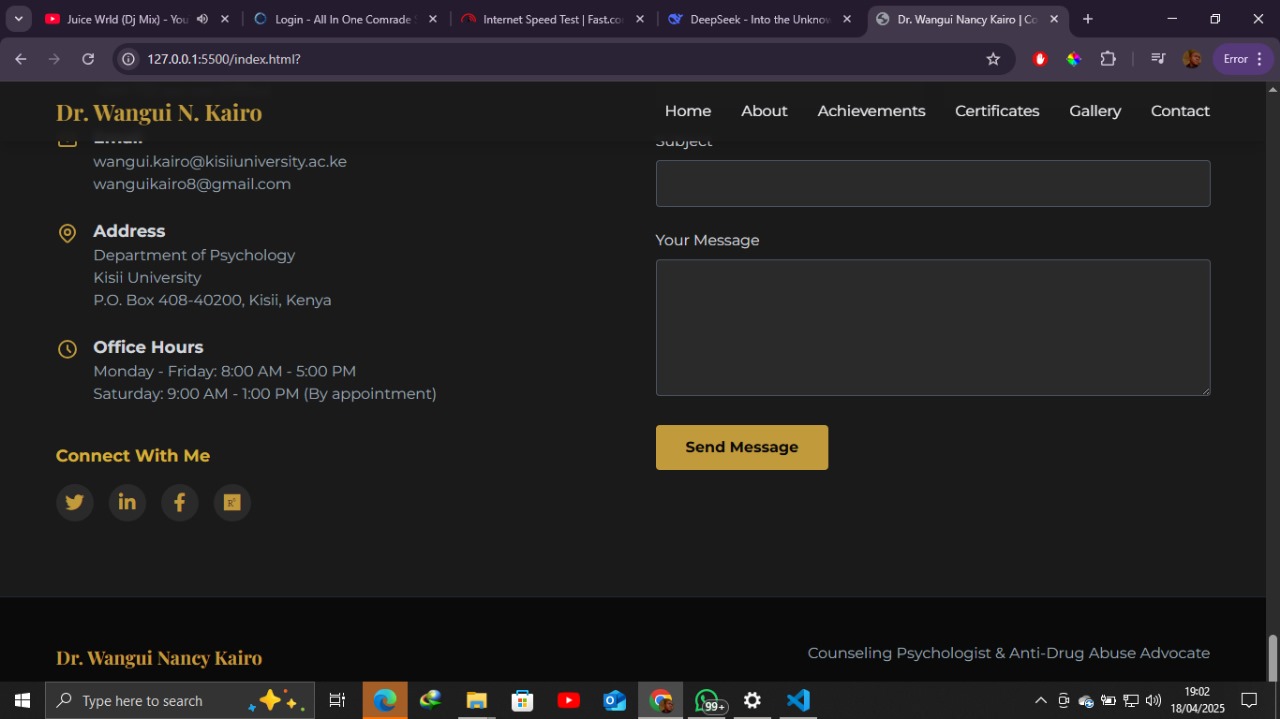 Juice Wrld (Dj Mix) - You
Login - All In One Comrade S
Internet Speed Test | Fast.co
DeepSeek - Into the Unknow
Dr. Wangui Nancy Kairo | Co
127.0.0.1:5500/index.html?
Error
Dr. Wangui N. Kairo
Home
About
Achievements
Certificates
Gallery
Contact
Email
wangui.kairo@kisiiuniversity.ac.ke
wanguikairo8@gmail.com
Address
Department of Psychology
Kisii University
P.O. Box 408-40200, Kisii, Kenya
Office Hours
Monday - Friday: 8:00 AM - 5:00 PM
Saturday: 9:00 AM - 1:00 PM (By appointment)
Connect With Me
Subject
Your Message
Send Message
Dr. Wangui Nancy Kairo
Counseling Psychologist & Anti-Drug Abuse Advocate
Type here to search
99+
19:02
18/04/2025